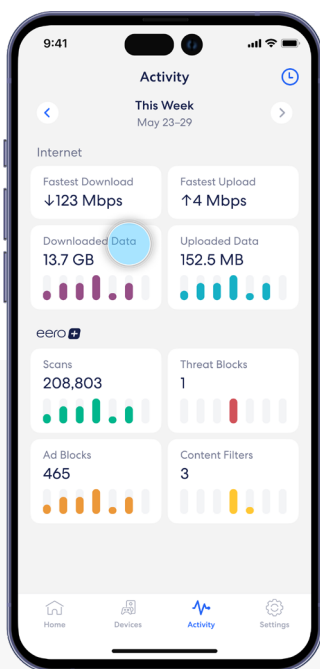 9:41
Activity
This Week
May 23-29
Internet
Fastest Download
↓123 Mbps
Fastest Upload
↑4 Mbps
Downloaded Data
13.7 GB
Uploaded Data
152.5 MB
eero+
Scans
208,803
Threat Blocks
1
Ad Blocks
465
Content Filters
3
Home
Devices
Activity
Settings